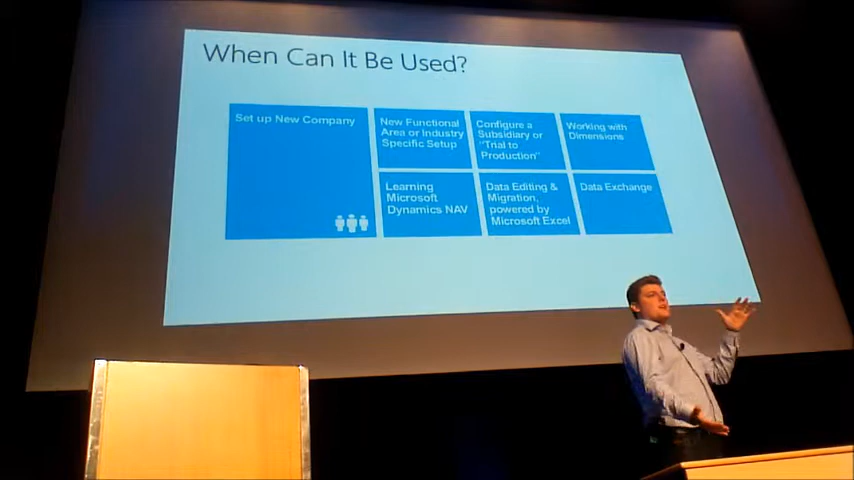 When Can It Be Used?
Set up New Company
New Functional
Area or Industry
Specific Setup
Configure a
Subsidiary or
"Trial to
Production"
Working with
Dimensions
Learning
Microsoft
Dynamics NAV
Data Editing &
Migration,
powered by
Microsoft Excel
Data Exchange